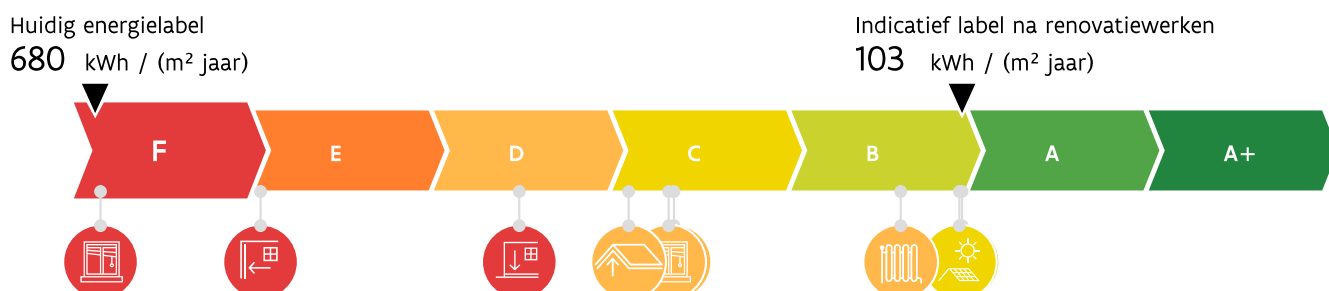 Huidig energielabel
680 kWh / (m² jaar)
Indicatief label na renovatiewerken
103 kWh / (m² jaar)
F E D C B A A+